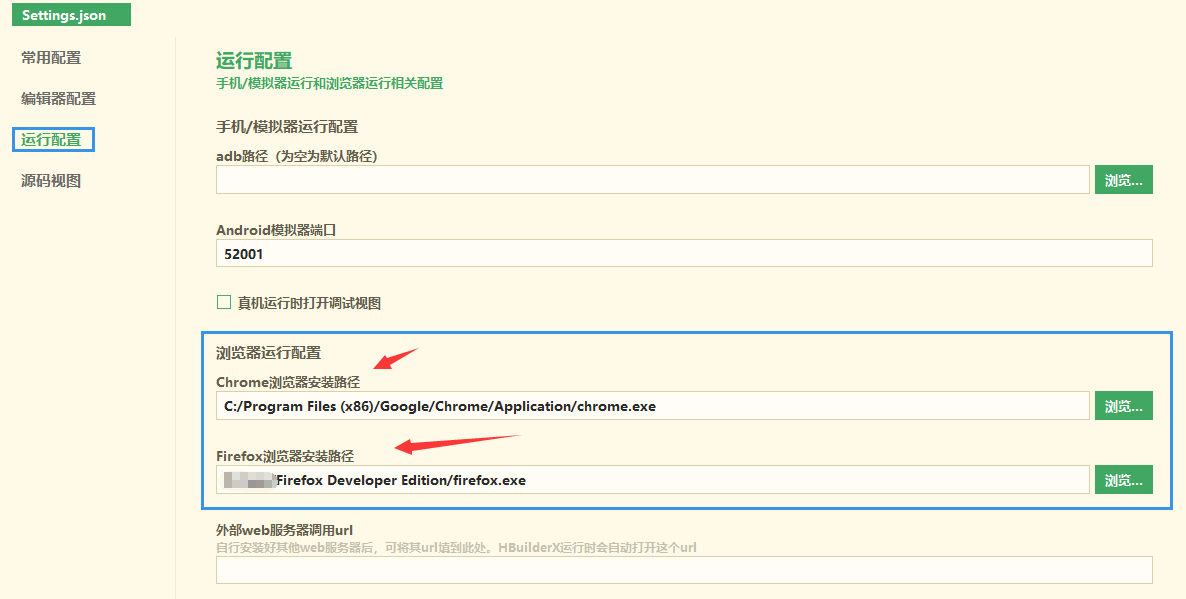 Settings.json
常用配置
编辑器配置
运行配置
源码视图
运行配置
手机/模拟器运行和浏览器运行相关配置
手机/模拟器运行配置
adb路径（为空为默认路径）
浏览...
Android模拟器端口
52001
真机运行时打开调试视图
浏览器运行配置
Chrome浏览器安装路径
C:/Program Files (x86)/Google/Chrome/Application/chrome.exe
浏览...
Firefox浏览器安装路径
Firefox Developer Edition/firefox.exe
浏览...
外部web服务器调用url
自行安装好其他web服务器后，可将其url填到此处。HBuilderX运行时会自动打开这个url